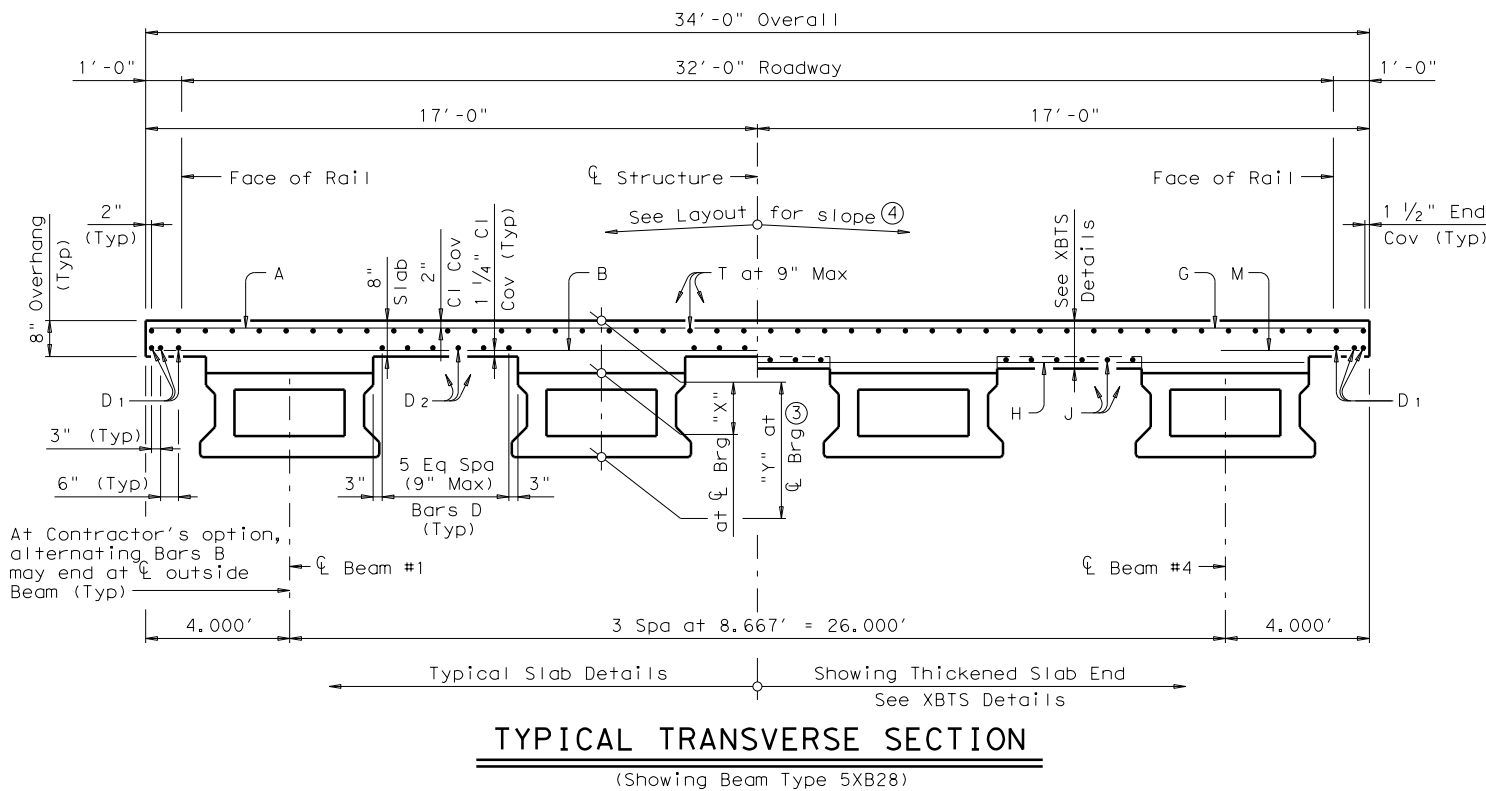 34'-0" Overall
1'-0"
32'-0" Roadway
1'-0"
17'-0"
17'-0"
Face of Rail
℄ Structure
Face of Rail
2"
(Typ)
See Layout for slope ④
1 ½" End
Cov (Typ)
8" Overhang
(Typ)
A
8"
Slab
2"
Cl Cov
1 ¼" Cl
Cov (Typ)
B
T at 9" Max
See XBTS
Details
G
M
D1
D2
H
J
D1
3" (Typ)
6" (Typ)
3"
5 Eq Spa
(9" Max)
3"
Bars D
(Typ)
"X"
at ℄ Brg
"Y" at
℄ Brg ③
At Contractor's option,
alternating Bars B
may end at ℄ outside
Beam (Typ)
℄ Beam #1
℄ Beam #4
4.000'
3 Spa at 8.667' = 26.000'
4.000'
Typical Slab Details
Showing Thickened Slab End
See XBTS Details
TYPICAL TRANSVERSE SECTION
(Showing Beam Type 5XB28)